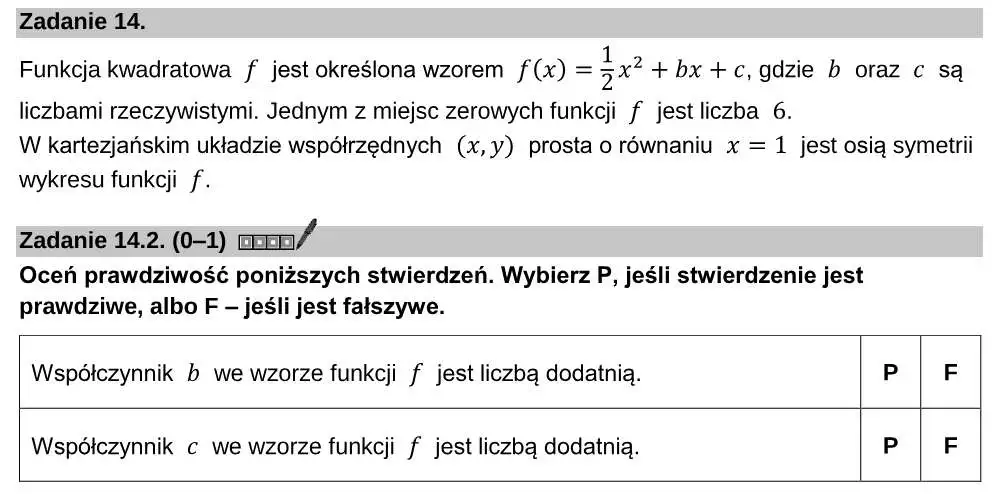 Zadanie 14.
Funkcja kwadratowa f jest określona wzorem f(x) = 1/2 x² + bx + c, gdzie b oraz c są
liczbami rzeczywistymi. Jednym z miejsc zerowych funkcji f jest liczba 6.
W kartezjańskim układzie współrzędnych (x, y) prosta o równaniu x = 1 jest osią symetrii
wykresu funkcji f.
Zadanie 14.2. (0–1)
Oceń prawdziwość poniższych stwierdzeń. Wybierz P, jeśli stwierdzenie jest
prawdziwe, albo F – jeśli jest fałszywe.
Współczynnik b we wzorze funkcji f jest liczbą dodatnią. P F
Współczynnik c we wzorze funkcji f jest liczbą dodatnią. P F